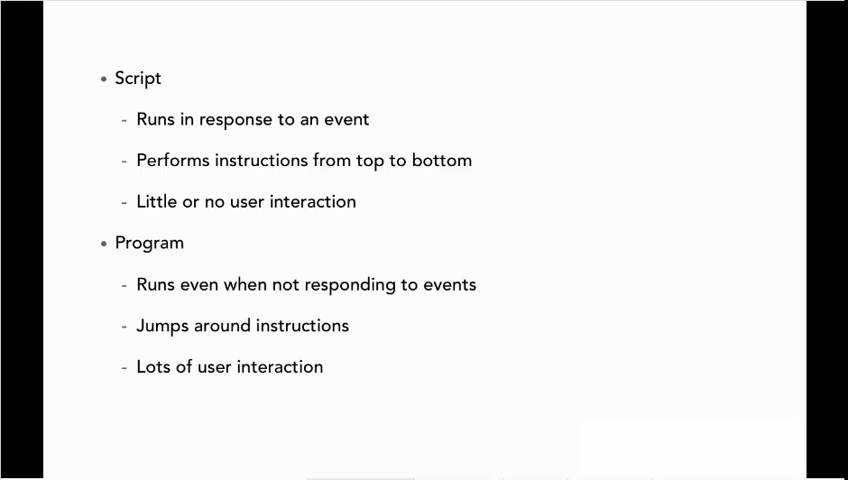 • Script
- Runs in response to an event
- Performs instructions from top to bottom
- Little or no user interaction
• Program
- Runs even when not responding to events
- Jumps around instructions
- Lots of user interaction